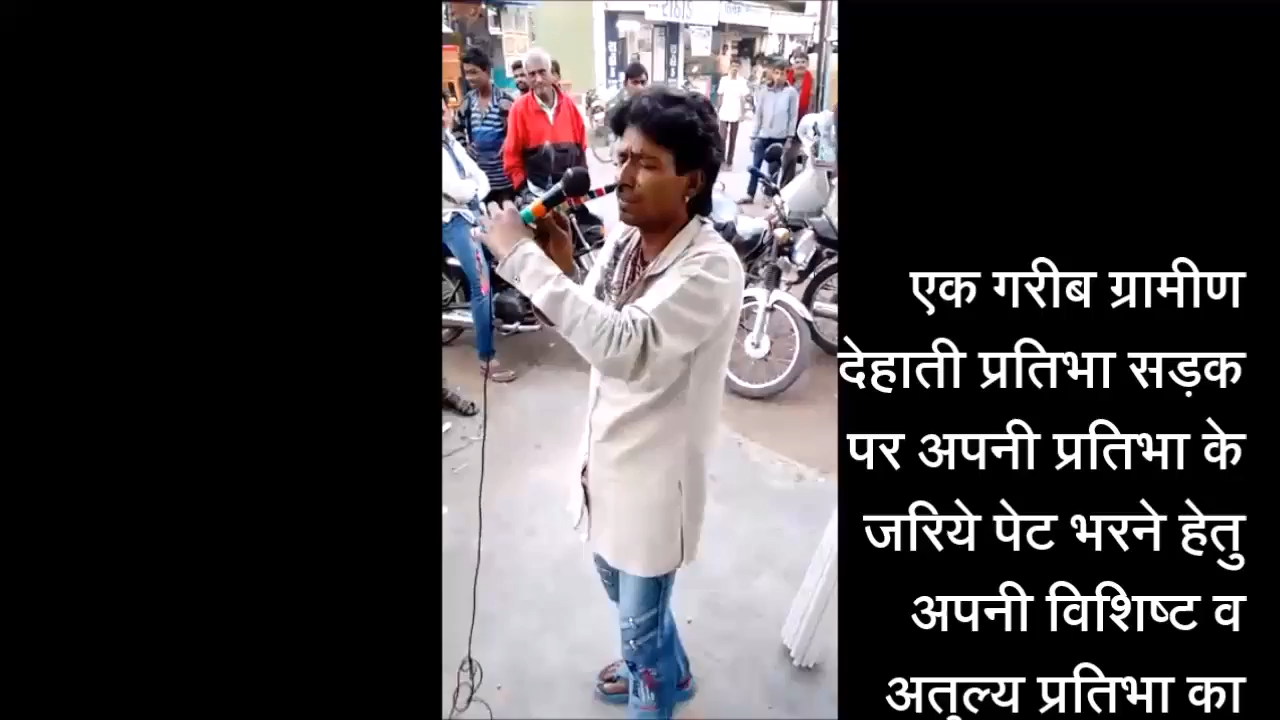 एक गरीब ग्रामीण
देहाती प्रतिभा सड़क
पर अपनी प्रतिभा के
जरिये पेट भरने हेतु
अपनी विशिष्ट व
अतुल्य प्रतिभा का